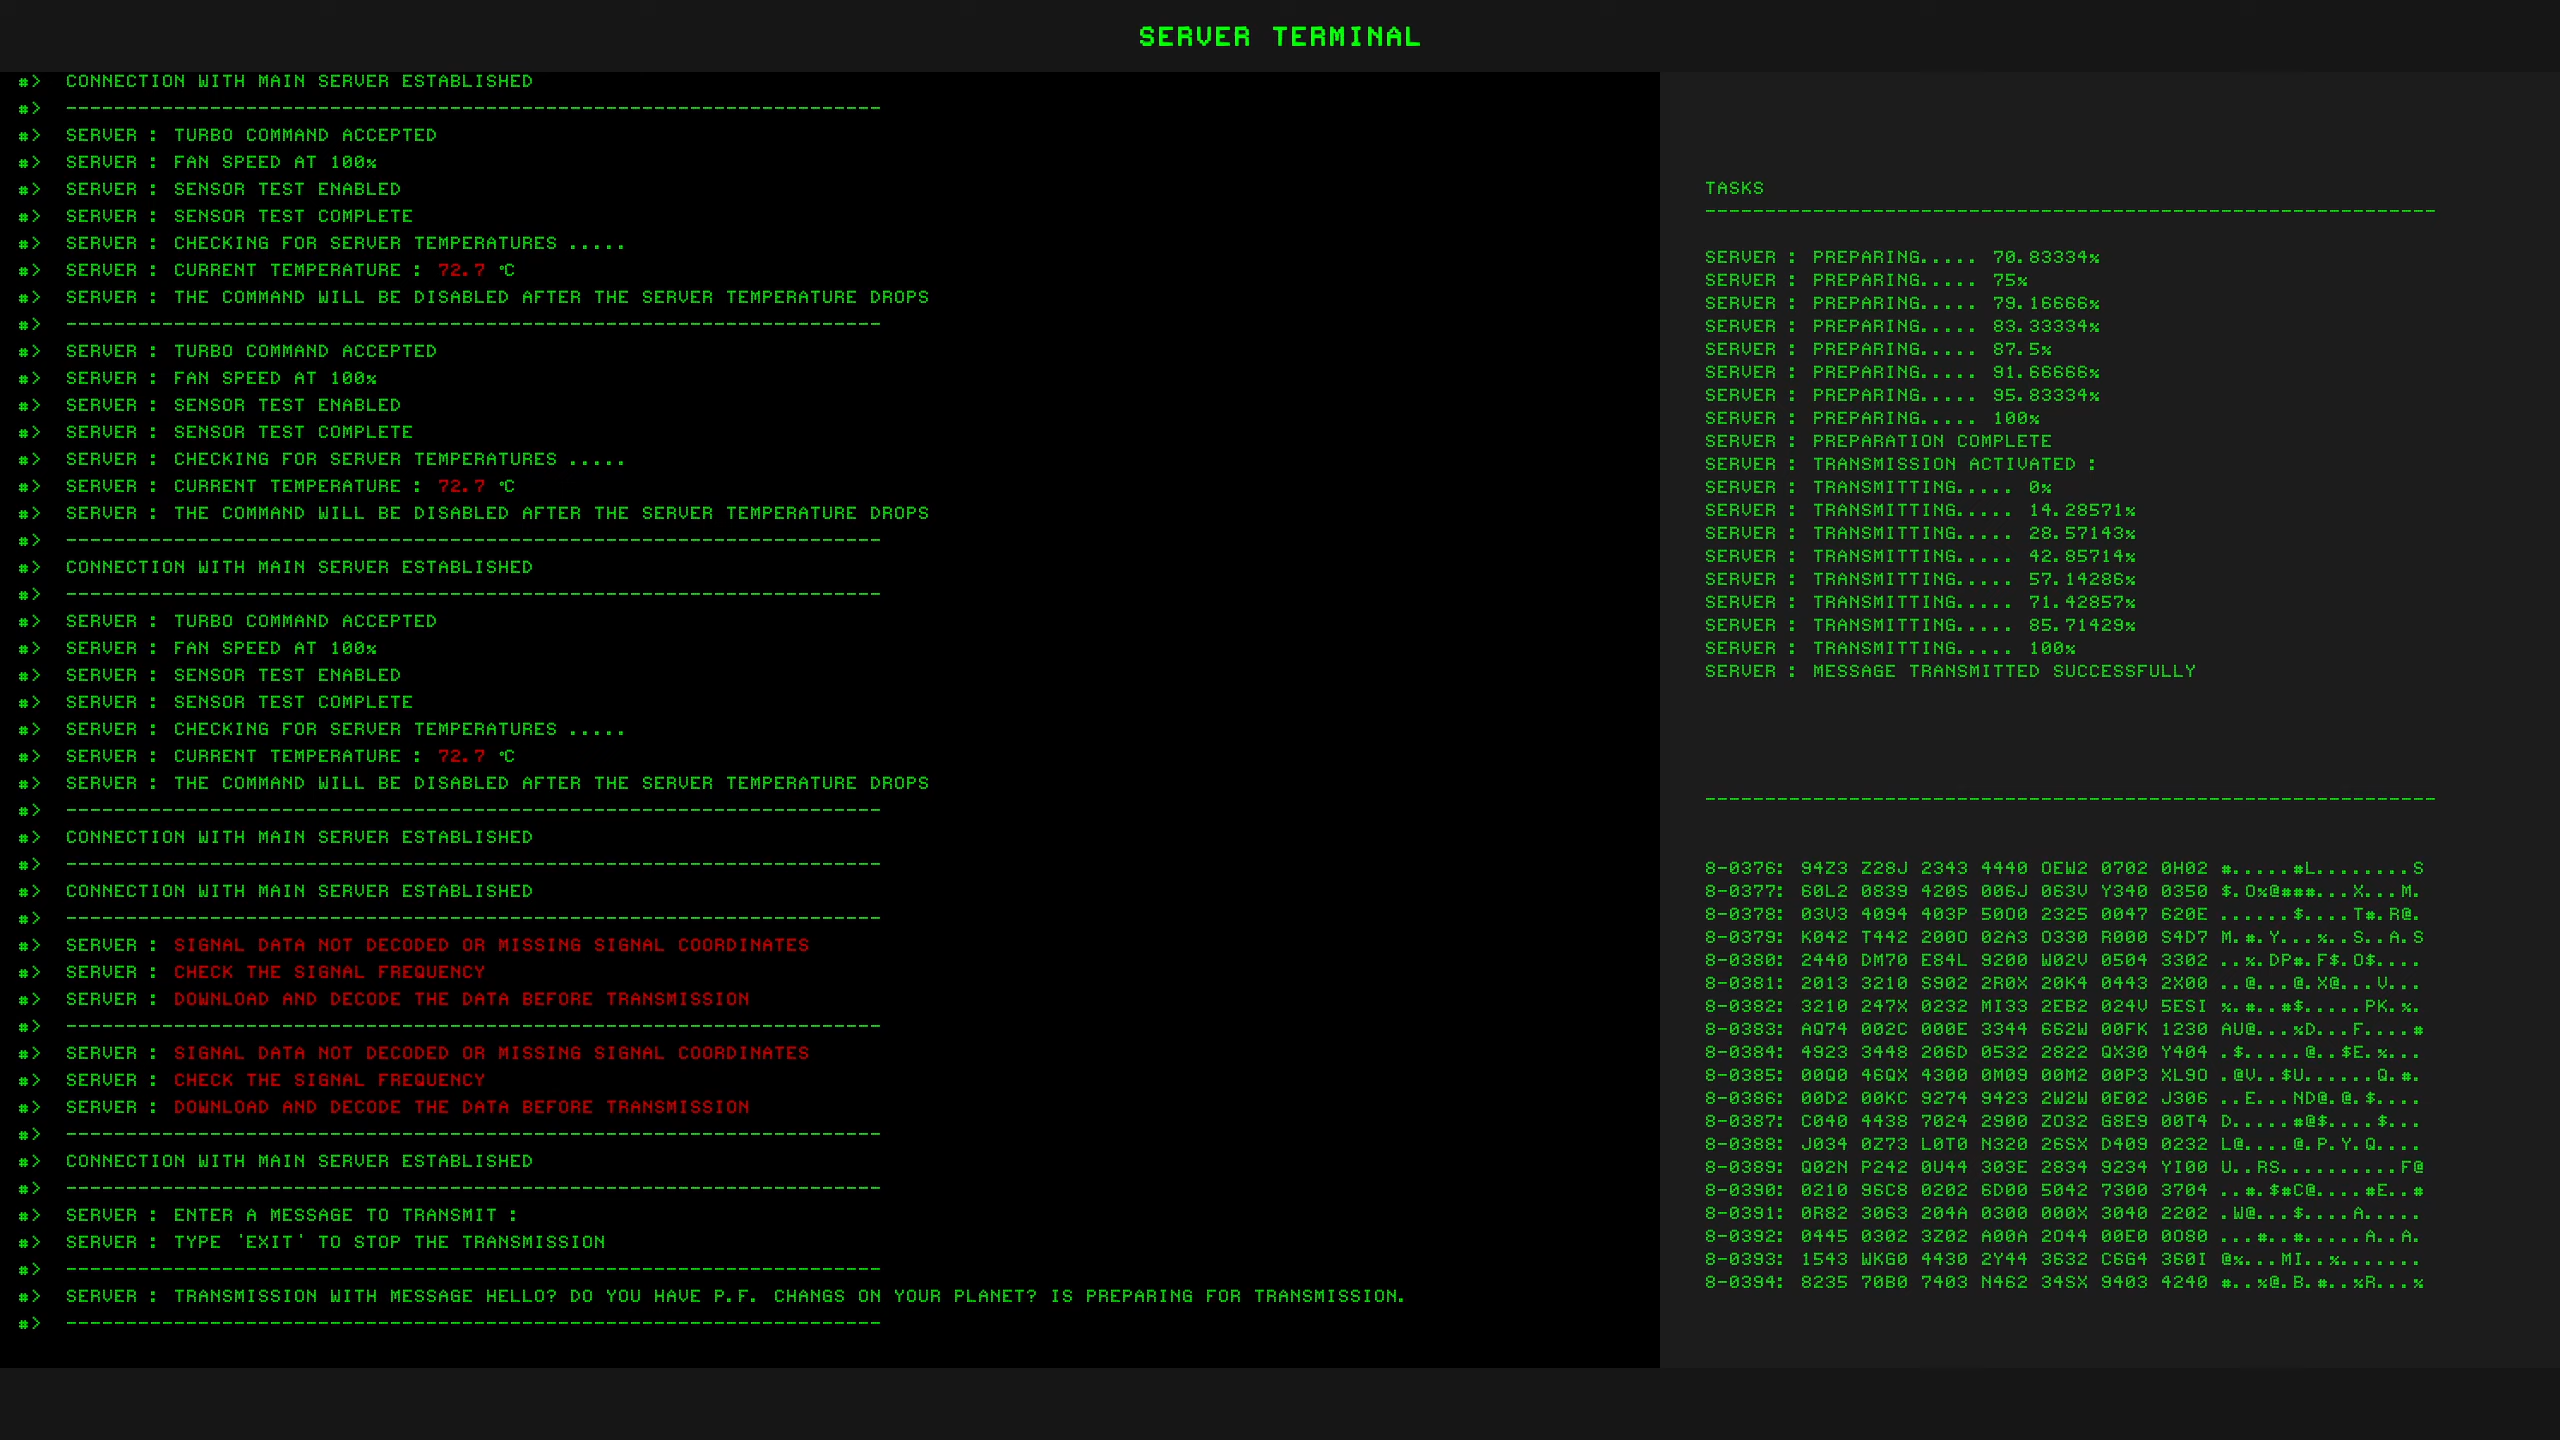 SERVER TERMINAL
#> CONNECTION WITH MAIN SERVER ESTABLISHED
#> --------------------------------------------------------------------
#> SERVER : TURBO COMMAND ACCEPTED
#> SERVER : FAN SPEED AT 100%
#> SERVER : SENSOR TEST ENABLED
#> SERVER : SENSOR TEST COMPLETE
#> SERVER : CHECKING FOR SERVER TEMPERATURES .....
#> SERVER : CURRENT TEMPERATURE : 72.7 °C
#> SERVER : THE COMMAND WILL BE DISABLED AFTER THE SERVER TEMPERATURE DROPS
#> --------------------------------------------------------------------
#> SERVER : TURBO COMMAND ACCEPTED
#> SERVER : FAN SPEED AT 100%
#> SERVER : SENSOR TEST ENABLED
#> SERVER : SENSOR TEST COMPLETE
#> SERVER : CHECKING FOR SERVER TEMPERATURES .....
#> SERVER : CURRENT TEMPERATURE : 72.7 °C
#> SERVER : THE COMMAND WILL BE DISABLED AFTER THE SERVER TEMPERATURE DROPS
#> --------------------------------------------------------------------
#> CONNECTION WITH MAIN SERVER ESTABLISHED
#> --------------------------------------------------------------------
#> SERVER : TURBO COMMAND ACCEPTED
#> SERVER : FAN SPEED AT 100%
#> SERVER : SENSOR TEST ENABLED
#> SERVER : SENSOR TEST COMPLETE
#> SERVER : CHECKING FOR SERVER TEMPERATURES .....
#> SERVER : CURRENT TEMPERATURE : 72.7 °C
#> SERVER : THE COMMAND WILL BE DISABLED AFTER THE SERVER TEMPERATURE DROPS
#> --------------------------------------------------------------------
#> CONNECTION WITH MAIN SERVER ESTABLISHED
#> --------------------------------------------------------------------
#> CONNECTION WITH MAIN SERVER ESTABLISHED
#> --------------------------------------------------------------------
#> SERVER : SIGNAL DATA NOT DECODED OR MISSING SIGNAL COORDINATES
#> SERVER : CHECK THE SIGNAL FREQUENCY
#> SERVER : DOWNLOAD AND DECODE THE DATA BEFORE TRANSMISSION
#> --------------------------------------------------------------------
#> SERVER : SIGNAL DATA NOT DECODED OR MISSING SIGNAL COORDINATES
#> SERVER : CHECK THE SIGNAL FREQUENCY
#> SERVER : DOWNLOAD AND DECODE THE DATA BEFORE TRANSMISSION
#> --------------------------------------------------------------------
#> CONNECTION WITH MAIN SERVER ESTABLISHED
#> --------------------------------------------------------------------
#> SERVER : ENTER A MESSAGE TO TRANSMIT :
#> SERVER : TYPE 'EXIT' TO STOP THE TRANSMISSION
#> --------------------------------------------------------------------
#> SERVER : TRANSMISSION WITH MESSAGE HELLO? DO YOU HAVE P.F. CHANGS ON YOUR PLANET? IS PREPARING FOR TRANSMISSION.
#> --------------------------------------------------------------------
TASKS
-------------------------------------------------------------
SERVER : PREPARING..... 70.83334%
SERVER : PREPARING..... 75%
SERVER : PREPARING..... 79.16666%
SERVER : PREPARING..... 83.33334%
SERVER : PREPARING..... 87.5%
SERVER : PREPARING..... 91.66666%
SERVER : PREPARING..... 95.83334%
SERVER : PREPARING..... 100%
SERVER : PREPARATION COMPLETE
SERVER : TRANSMISSION ACTIVATED :
SERVER : TRANSMITTING..... 0%
SERVER : TRANSMITTING..... 14.28571%
SERVER : TRANSMITTING..... 28.57143%
SERVER : TRANSMITTING..... 42.85714%
SERVER : TRANSMITTING..... 57.14286%
SERVER : TRANSMITTING..... 71.42857%
SERVER : TRANSMITTING..... 85.71429%
SERVER : TRANSMITTING..... 100%
SERVER : MESSAGE TRANSMITTED SUCCESSFULLY
-------------------------------------------------------------
8-0376: 94Z3 Z28J 2343 4440 OEW2 0702 0H02 #.....#L........S
8-0377: 60L2 0839 420S 006J 063V Y340 0350 $.O%@###...X...M.
8-0378: 03V3 4094 403P 50O0 2325 0047 620E ......$....T#.R@.
8-0379: K042 T442 200O 02A3 O330 R000 S4D7 M.#.Y...%..S..A.S
8-0380: 2440 DM70 E84L 9200 W02V 0504 3302 ..%.DP#.F$.O$....
8-0381: 2013 3210 S902 2R0X 20K4 0443 2X00 ..@...@.X@...V...
8-0382: 3210 247X 0232 MI33 2EB2 024V 5ESI %.#..#$.....PK.%.
8-0383: AQ74 002C 000E 3344 662W 00FK 1230 AU@...%D...F....#
8-0384: 4923 3448 206D 0532 2822 QX30 Y404 .$.....@..$E.%...
8-0385: 00Q0 46QX 4300 0M09 00M2 00P3 XL9O .@V..$U......Q.#.
8-0386: 00D2 00KC 9274 9423 2W2W 0E02 J306 ..E...ND@.@.$....
8-0387: C040 4438 7024 2900 ZO32 G8E9 00T4 D.....#@$....$...
8-0388: J034 0Z73 L0T0 N320 26SX D409 0232 L@....@.P.Y.Q....
8-0389: Q02N P242 0U44 303E 2834 9234 YI00 U..RS..........F@
8-0390: 0210 96C8 0202 6D00 5042 7300 3704 ..#.$#C@....#E..#
8-0391: 0R82 3063 204A 0300 000X 3040 2202 .W@...$....A.....
8-0392: 0445 0302 3Z02 A00A 2O44 00E0 0O80 ...#..#.....A..A.
8-0393: 1543 WKG0 4430 2Y44 3632 C6G4 360I @%...MI..%.......
8-0394: 8235 70B0 7403 N462 34SX 9403 4240 #..%@.B.#..%R...%